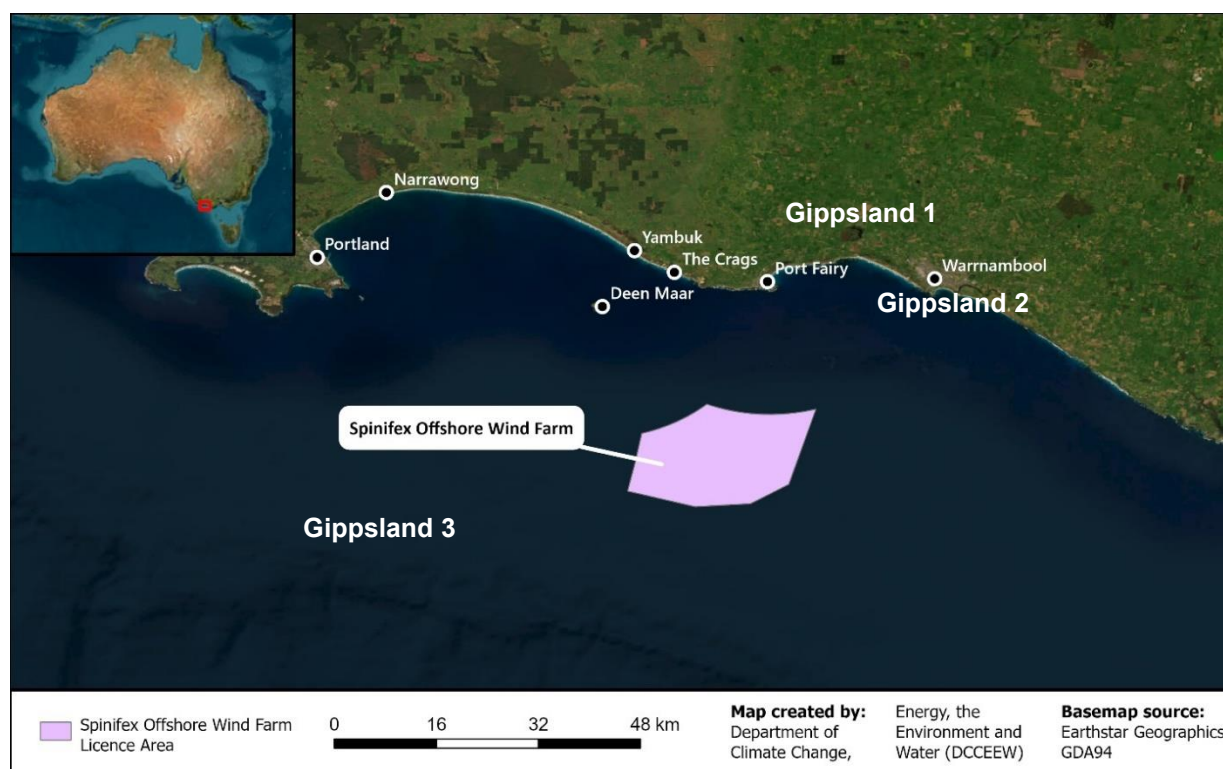 Narrawong
Gippsland 1
Yambuk
Portland
The Crags
Port Fairy
Warrnambool
Deen Maar
Gippsland 2
Spinifex Offshore Wind Farm
Gippsland 3
Spinifex Offshore Wind Farm
Licence Area
0 16 32 48 km
Map created by:
Department of
Climate Change,
Energy, the
Environment and
Water (DCCEEW)
Basemap source:
Earthstar Geographics
GDA94